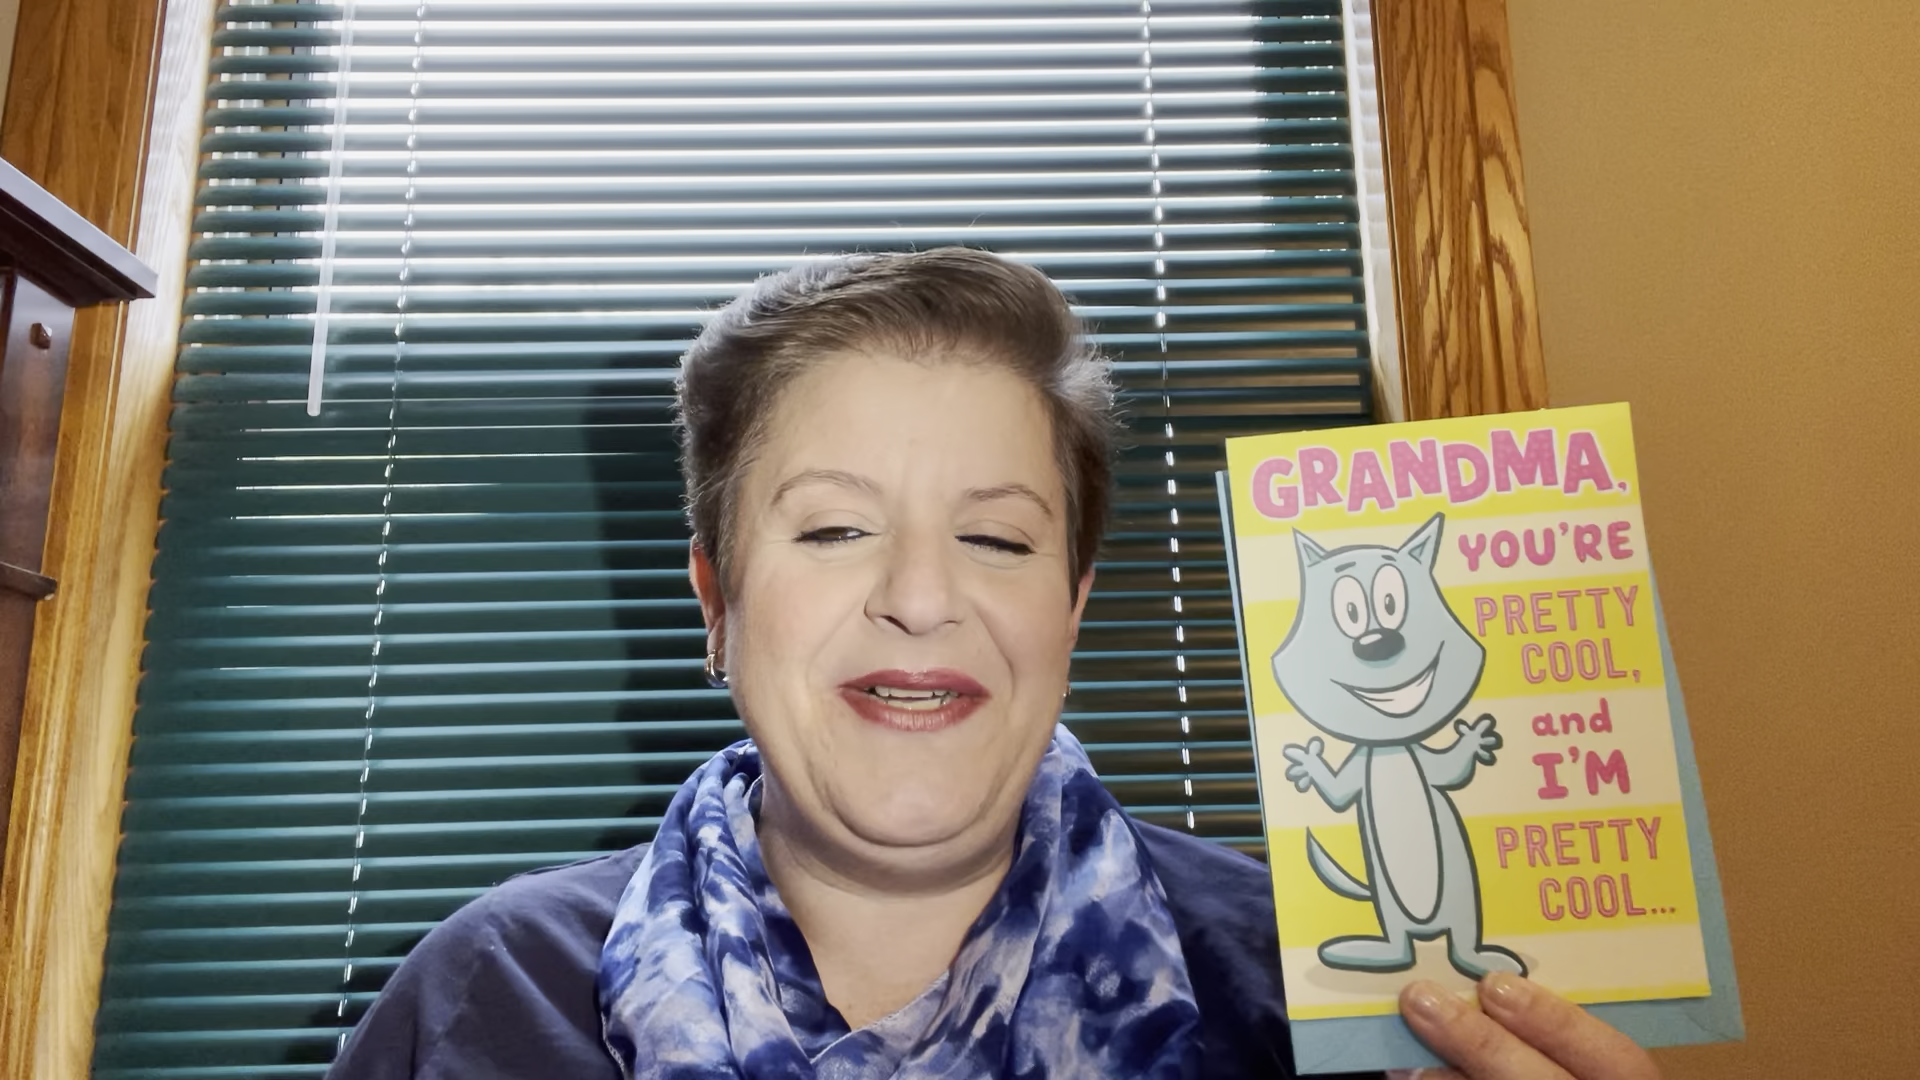 GRANDMA,
YOU'RE
PRETTY
COOL,
and
I'M
PRETTY
COOL...